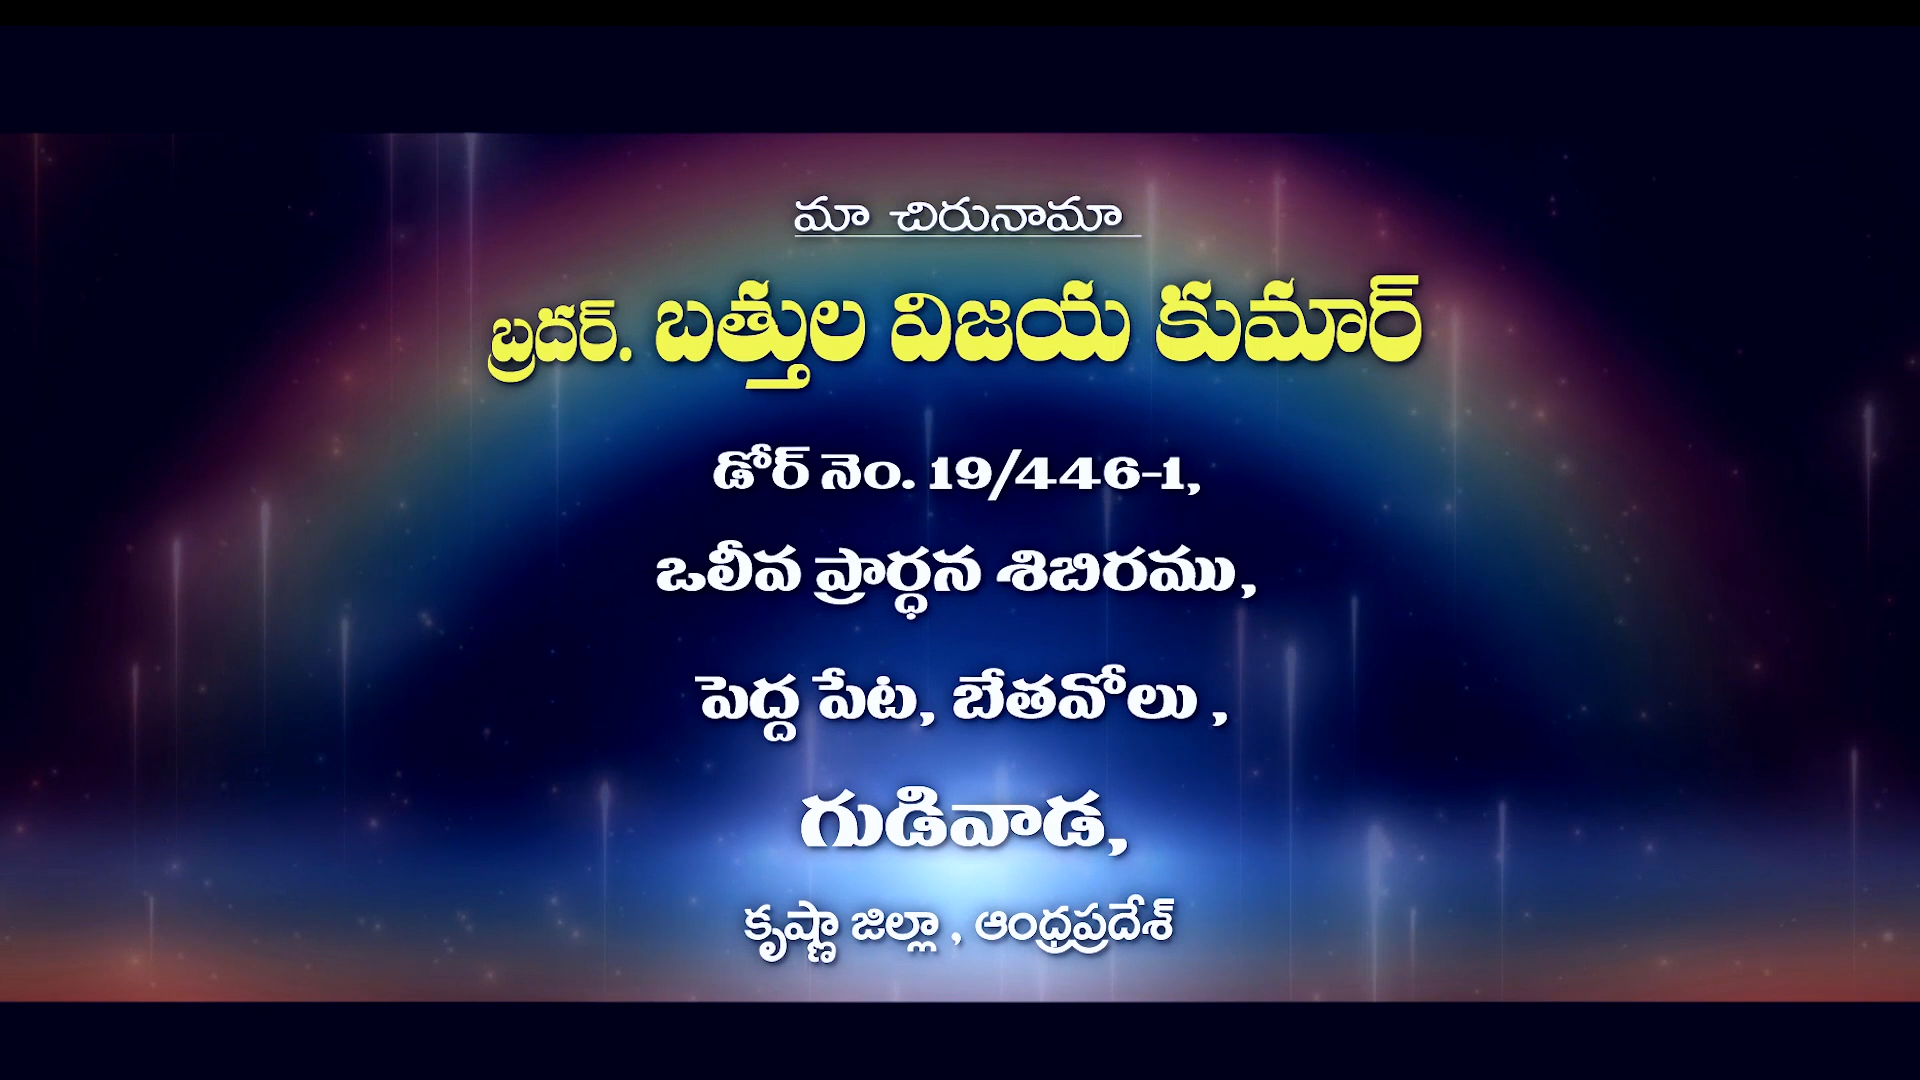 మా చిరునామా
బ్రదర్. బత్తుల విజయ కుమార్
డోర్ నెం. 19/446-1,
ఒలీవ ప్రార్ధన శిబిరము,
పెద్ద పేట, బేతవోలు ,
గుడివాడ,
కృష్ణా జిల్లా , ఆంధ్రప్రదేశ్